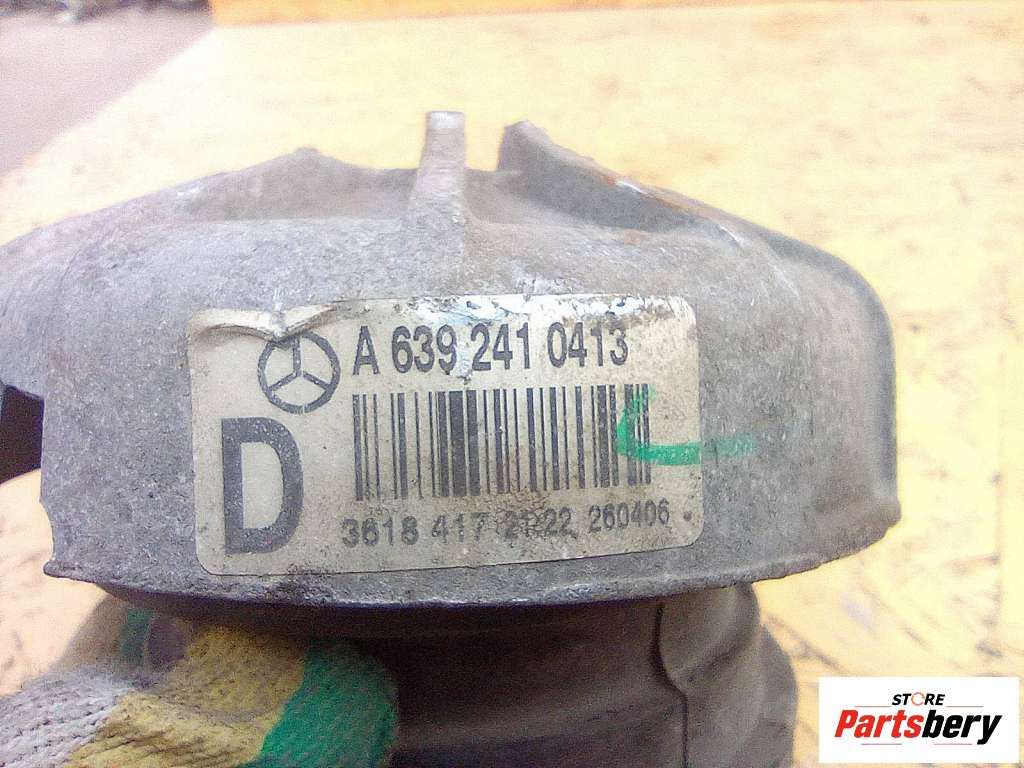 A 639 241 0413
D
3618 417 2122 260406
STORE
Partsbery